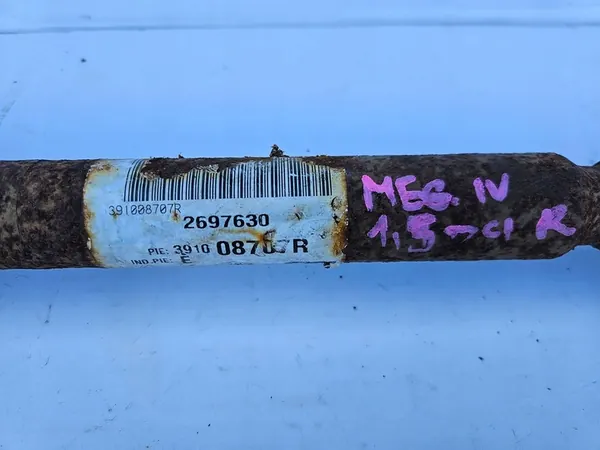 391008707R
2697630
PIE: 3910 08707R
IND.PIE: E
MEG. IV
1,5 dci R